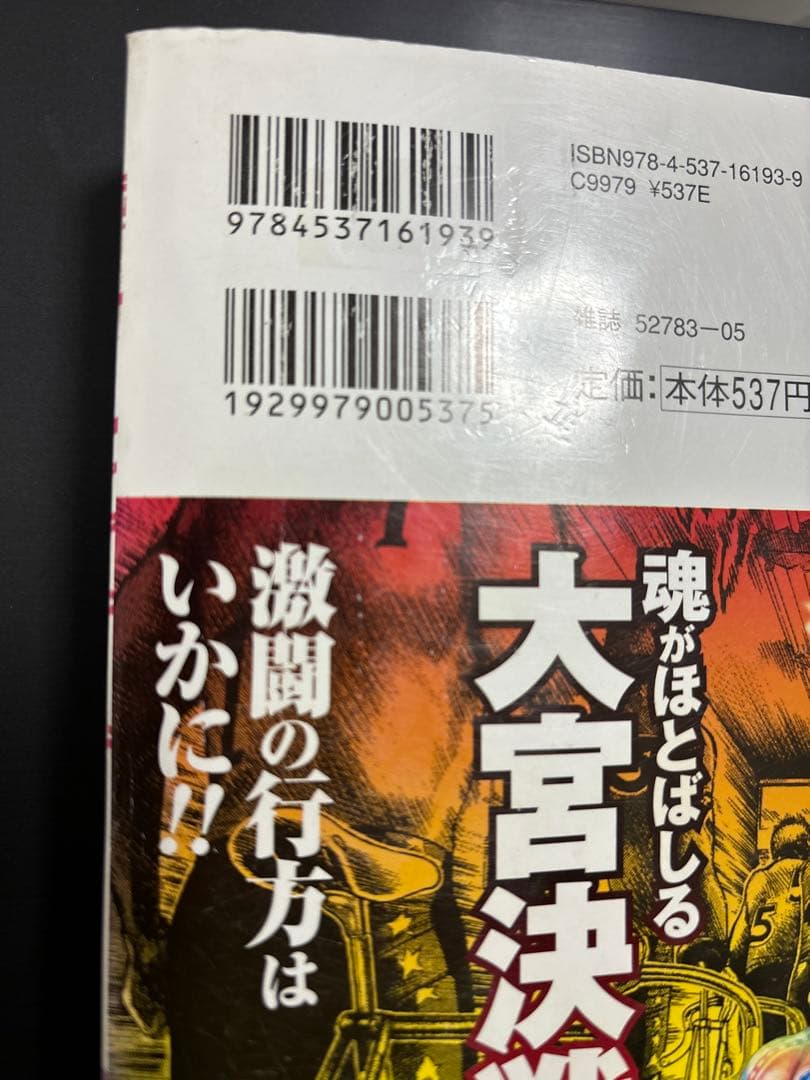 9784537161939
ISBN978-4-537-16193-9
C9979 ¥537E
1929979005375
雑誌 52783-05
定価：本体537円
魂がほとばしる
大宮決戦
激闘の行方は
いかに!!